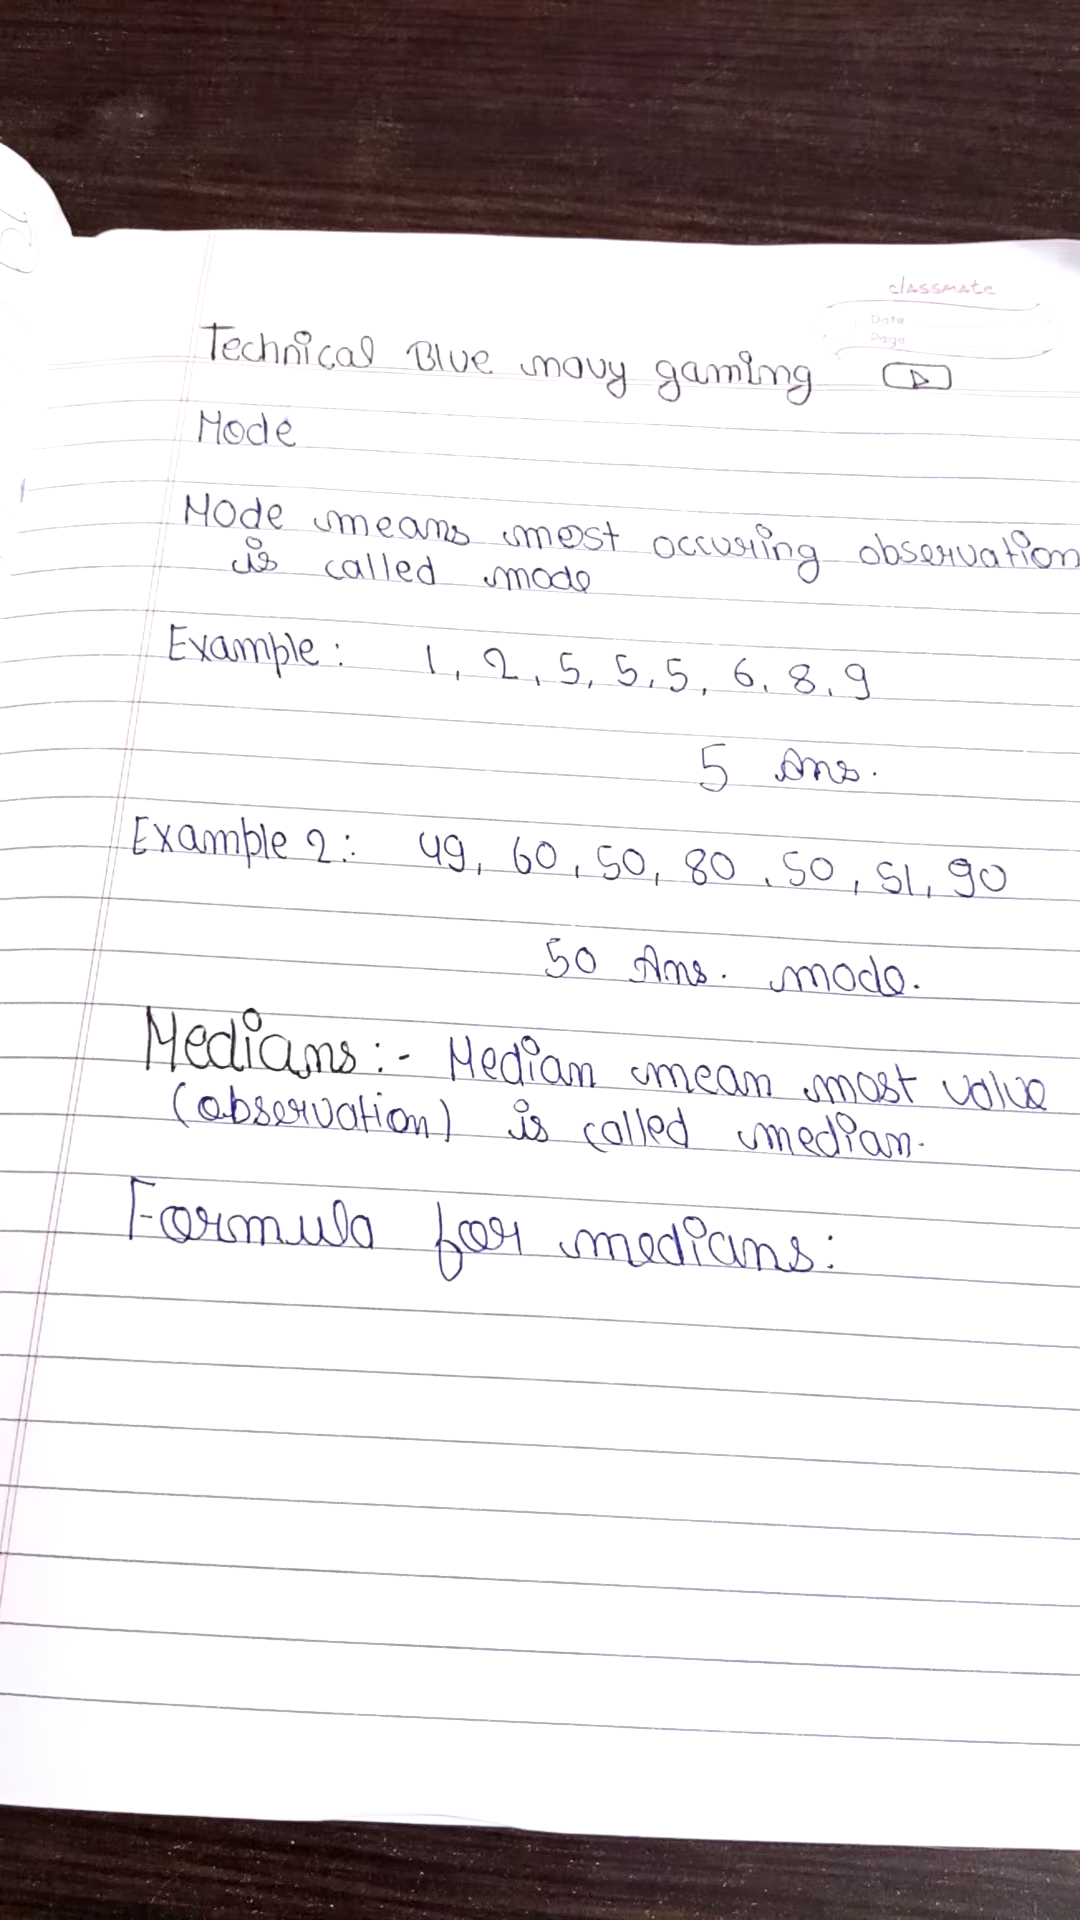 classmate
Date
Page
Technical Blue navy gaming
Mode
Mode means most occuring observation
is called mode
Example : 1, 2, 5, 5, 5, 6, 8, 9
5 Ans.
Example 2 : 49, 60, 50, 80, 50, 51, 90
50 Ans. mode.
Medians :- Median mean most value
(observation) is called median.
Formula for medians :